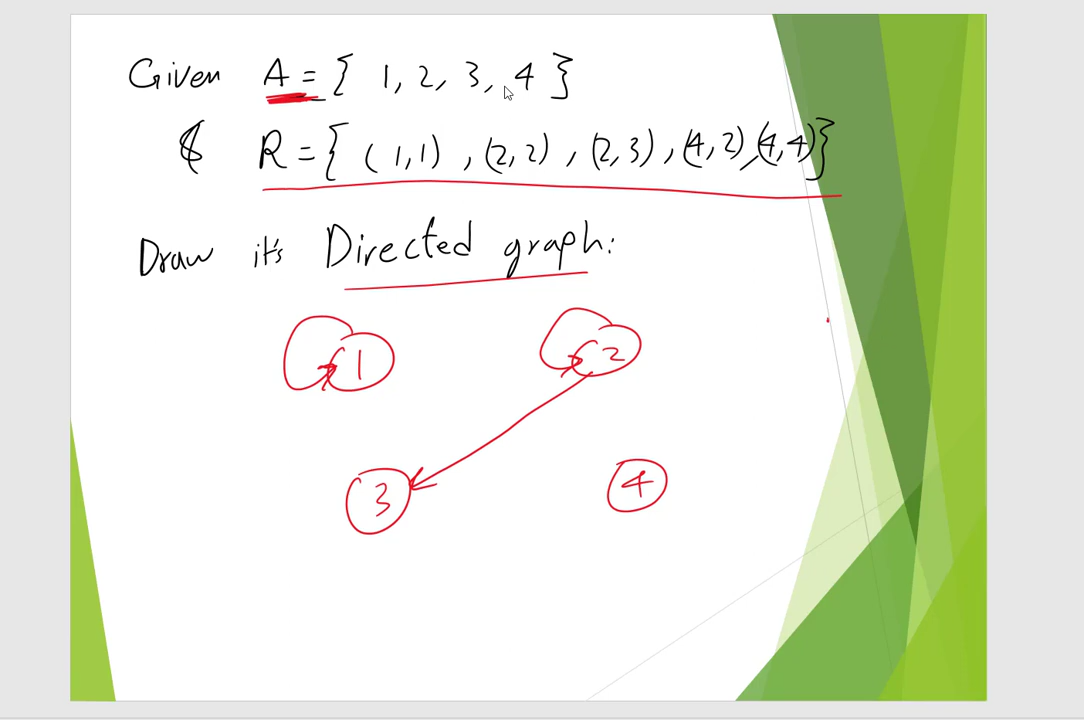 Given A = { 1, 2, 3, 4 }
& R = { (1,1) , (2,2) , (2,3) , (4,2) , (4,4) }
Draw it's Directed graph:
1 2
3 4